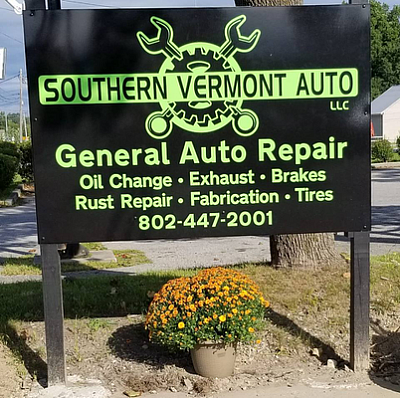 SOUTHERN VERMONT AUTO
LLC
General Auto Repair
Oil Change • Exhaust • Brakes
Rust Repair • Fabrication • Tires
802-447-2001